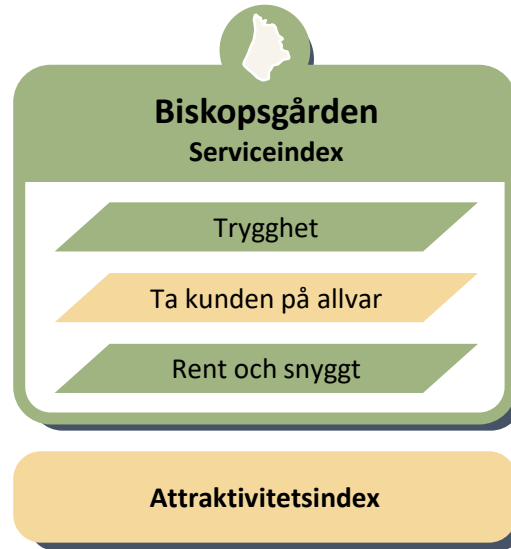 Biskopsgården
Serviceindex
Trygghet
Ta kunden på allvar
Rent och snyggt
Attraktivitetsindex